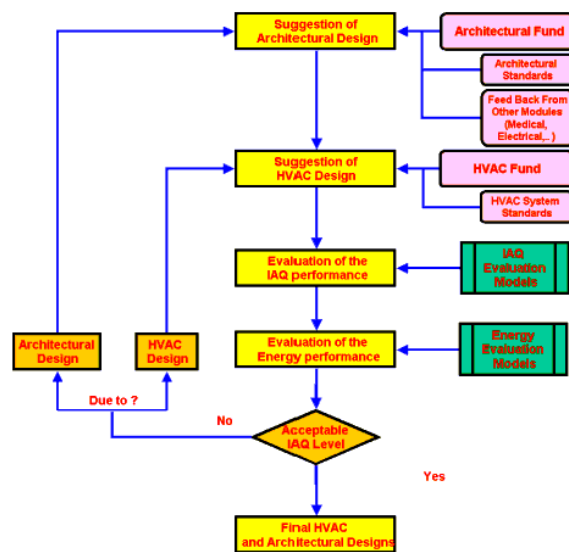 Suggestion of
Architectural Design
Architectural Fund
Architectural
Standards
Feed Back From
Other Modules
(Medical,
Electrical,.. )
Suggestion of
HVAC Design
HVAC Fund
HVAC System
Standards
Evaluation of the
IAQ performance
IAQ
Evaluation
Models
Architectural
Design
HVAC
Design
Evaluation of the
Energy performance
Energy
Evaluation
Models
Due to ?
No
Acceptable
IAQ Level
Yes
Final HVAC
and Architectural Designs